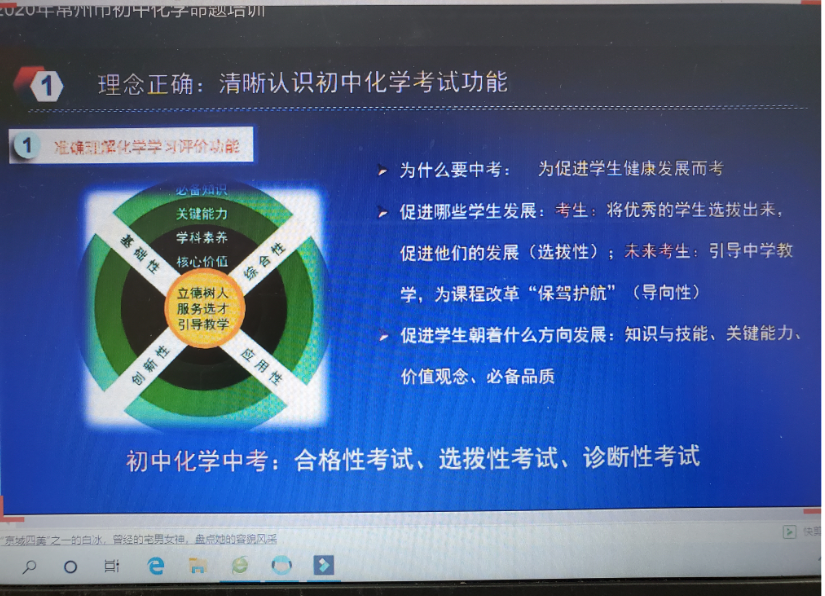 2020年常州市初中化学命题培训
1
理念正确：清晰认识初中化学考试功能
1
准确理解化学学习评价功能
必备知识
关键能力
学科素养
核心价值
基础性
综合性
立德树人
服务选才
引导教学
创新性
应用性
为什么要中考： 为促进学生健康发展而考
促进哪些学生发展：考生：将优秀的学生选拔出来，
促进他们的发展（选拔性）；未来考生：引导中学教
学，为课程改革“保驾护航”（导向性）
促进学生朝着什么方向发展：知识与技能、关键能力、
价值观念、必备品质
初中化学中考：合格性考试、选拨性考试、诊断性考试
“京城四美”之一的白冰，曾经的宅男女神，盘点她的容貌风采